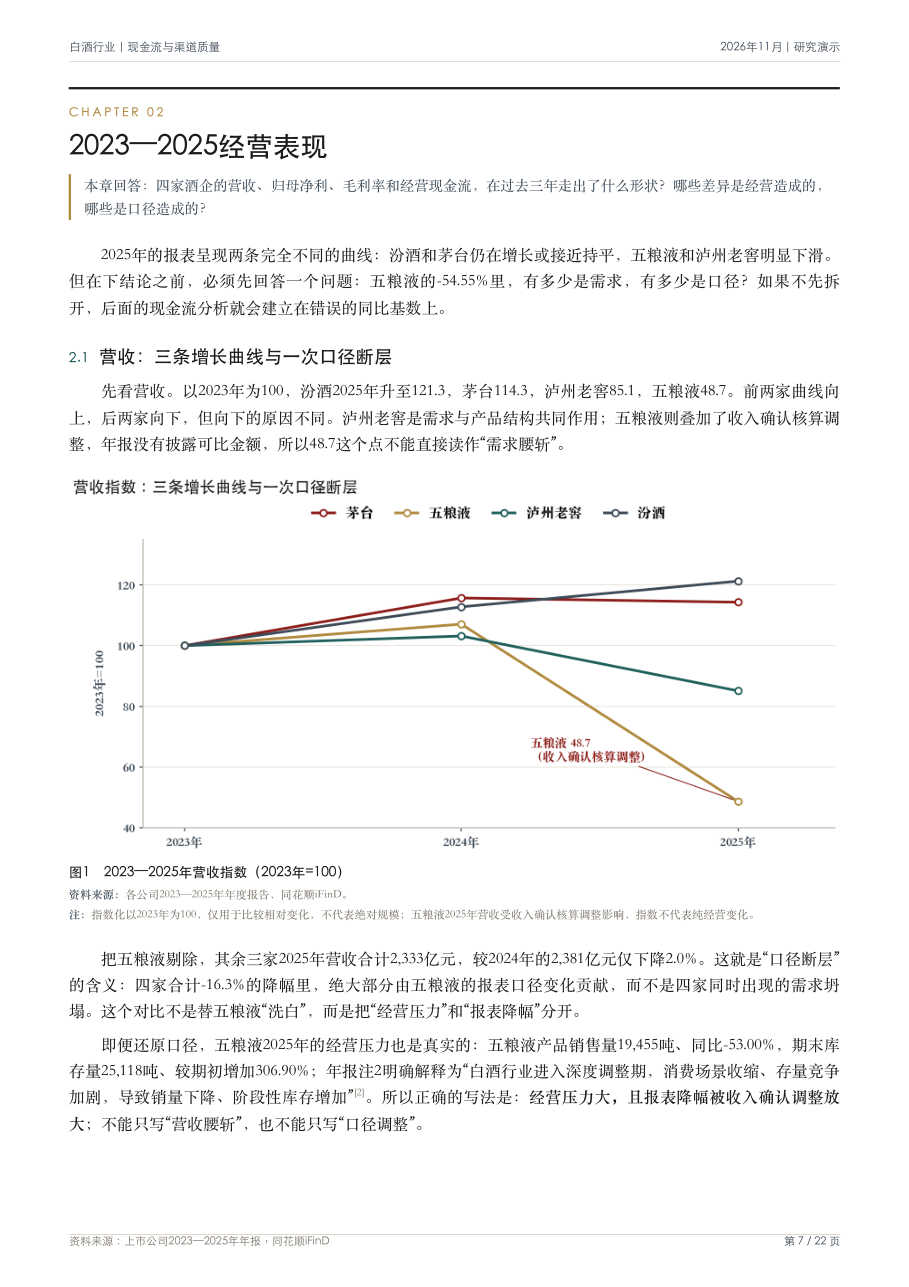 白酒行业丨现金流与渠道质量
2026年11月丨研究演示
CHAPTER 02
2023—2025经营表现
本章回答：四家酒企的营收、归母净利、毛利率和经营现金流，在过去三年走出了什么形状？哪些差异是经营造成的，
哪些是口径造成的？
2025年的报表呈现两条完全不同的曲线：汾酒和茅台仍在增长或接近持平，五粮液和泸州老窖明显下滑。
但在下结论之前，必须先回答一个问题：五粮液的-54.55%里，有多少是需求，有多少是口径？如果不先拆
开，后面的现金流分析就会建立在错误的同比基数上。
2.1 营收：三条增长曲线与一次口径断层
先看营收。以2023年为100，汾酒2025年升至121.3，茅台114.3，泸州老窖85.1，五粮液48.7。前两家曲线向
上，后两家向下，但向下的原因不同。泸州老窖是需求与产品结构共同作用；五粮液则叠加了收入确认核算调
整，年报没有披露可比金额，所以48.7这个点不能直接读作“需求腰斩”。
营收指数：三条增长曲线与一次口径断层
茅台 五粮液 泸州老窖 汾酒
2023年=100
120
100
80
60
40
五粮液 48.7
（收入确认核算调整）
2023年 2024年 2025年
图1 2023—2025年营收指数（2023年=100）
资料来源：各公司2023—2025年年度报告，同花顺iFinD。
注：指数化以2023年为100，仅用于比较相对变化，不代表绝对规模；五粮液2025年营收受收入确认核算调整影响，指数不代表纯经营变化。
把五粮液剔除，其余三家2025年营收合计2,333亿元，较2024年的2,381亿元仅下降2.0%。这就是“口径断层”
的含义：四家合计-16.3%的降幅里，绝大部分由五粮液的报表口径变化贡献，而不是四家同时出现的需求坍
塌。这个对比不是替五粮液“洗白”，而是把“经营压力”和“报表降幅”分开。
即便还原口径，五粮液2025年的经营压力也是真实的：五粮液产品销售量19,455吨、同比-53.00%，期末库
存量25,118吨、较期初增加306.90%；年报注2明确解释为“白酒行业进入深度调整期，消费场景收缩、存量竞争
加剧，导致销量下降、阶段性库存增加”[2]。所以正确的写法是：经营压力大，且报表降幅被收入确认调整放
大；不能只写“营收腰斩”，也不能只写“口径调整”。
资料来源：上市公司2023—2025年年报 · 同花顺iFinD
第 7 / 22 页